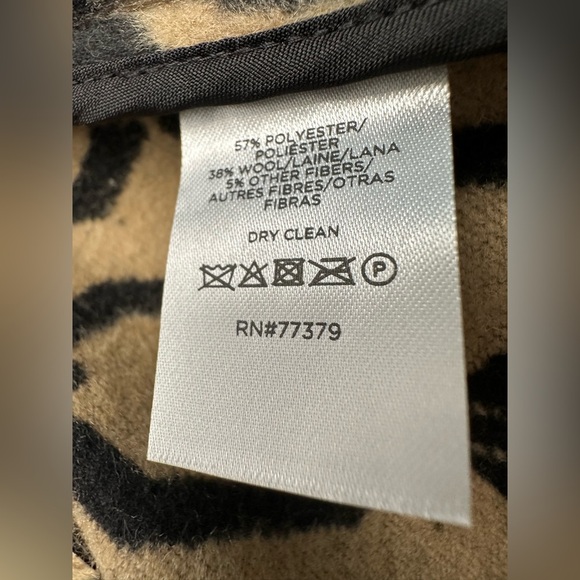 57% POLYESTER/
POLIÉSTER
38% WOOL/LAINE/LANA
5% OTHER FIBERS/
AUTRES FIBRES/OTRAS
FIBRAS
DRY CLEAN
P
RN#77379